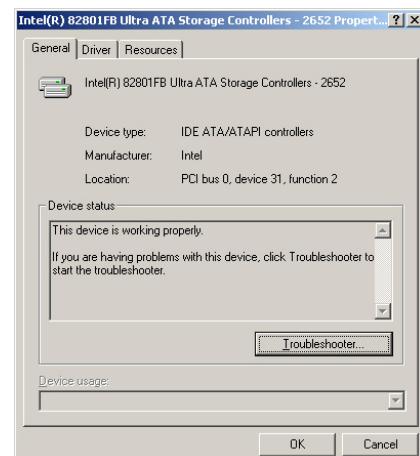 Intel(R) 82801FB Ultra ATA Storage Controllers - 2652 Propert...
General Driver Resources
Intel(R) 82801FB Ultra ATA Storage Controllers - 2652
Device type: IDE ATA/ATAPI controllers
Manufacturer: Intel
Location: PCI bus 0, device 31, function 2
Device status
This device is working properly.
If you are having problems with this device, click Troubleshooter to
start the troubleshooter.
Troubleshooter...
Device usage:
OK Cancel